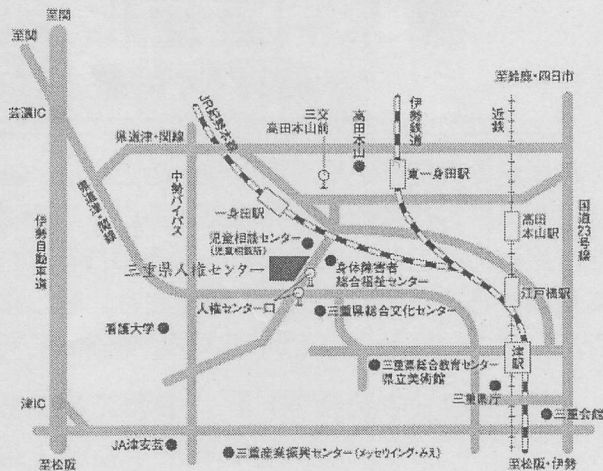 至関
至関
至鈴鹿・四日市
芸濃IC
JR紀勢本線
三交
高田本山前
高田本山
伊勢鉄道
近鉄
県道津・関線
東一身田駅
県道津・関線
中勢バイパス
一身田駅
高田
本山駅
国道23号線
伊勢自動車道
児童相談センター
(児童相談所)
三重県人権センター
身体障害者
総合福祉センター
江戸橋駅
人権センター口
三重県総合文化センター
看護大学
三重県総合教育センター
県立美術館
津駅
三重県庁
津IC
三重会館
JA津安芸
三重産業振興センター(メッセウイング・みえ)
至松阪
至松阪・伊勢